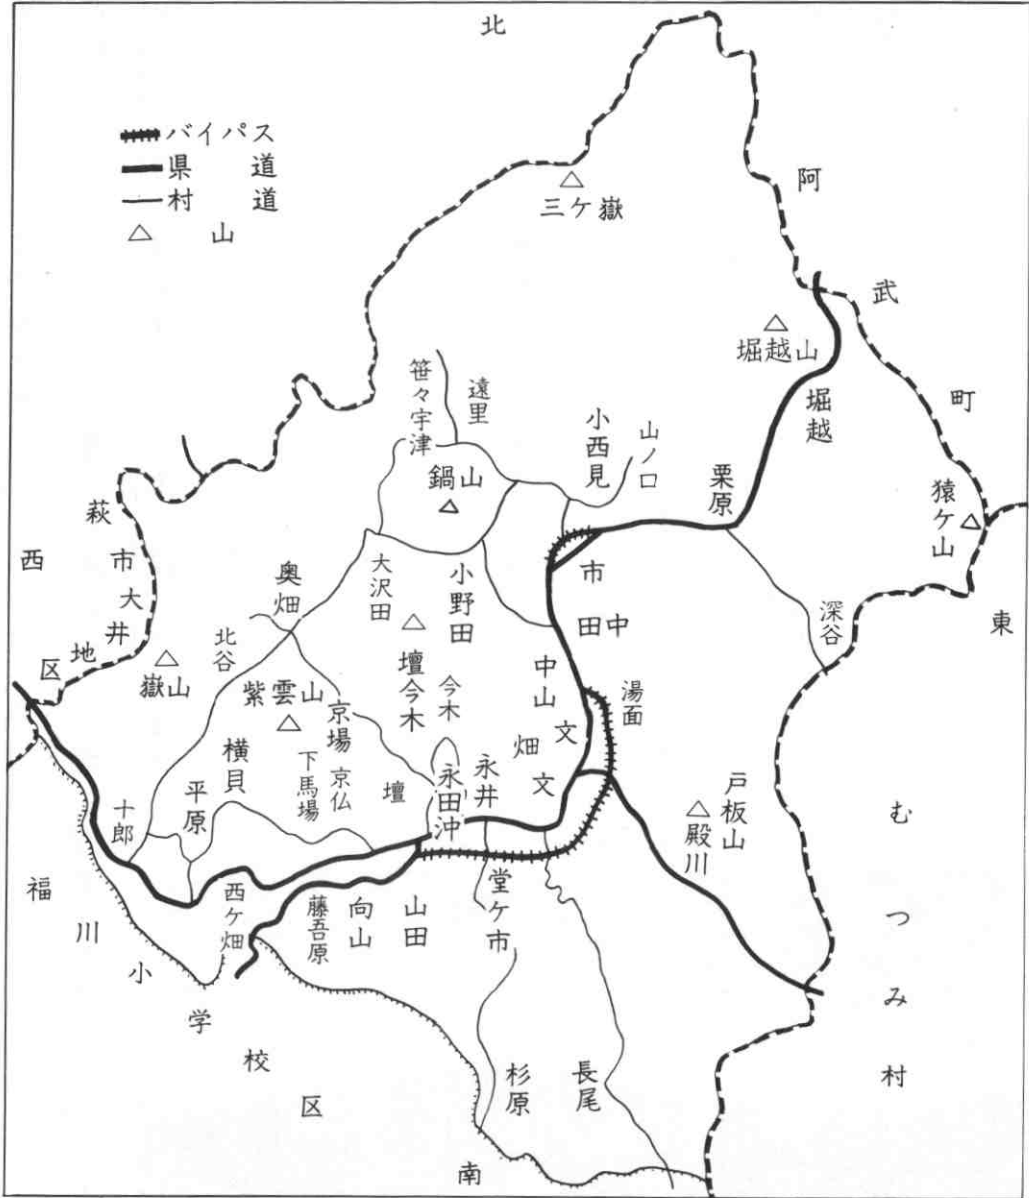 北
バイパス
県道
村道
山
三ケ嶽
阿武町
堀越山
堀越
笹々宇津
遠里
小西見
山ノ口
栗原
猿ケ山
鍋山
萩市大井地区
西
東
奥畑
大沢田
小野田
市
田中
深谷
北谷
嶽山
紫雲山
壇今木
今木
中山
湯面
文
畑
文
京場
横貝
下馬場
京仏
壇
永田沖
永井
戸板山
殿川
十郎
平原
西ケ畑
藤吾原
向山
山田
堂ケ市
むつみ村
福川小学校区
杉原
長尾
南